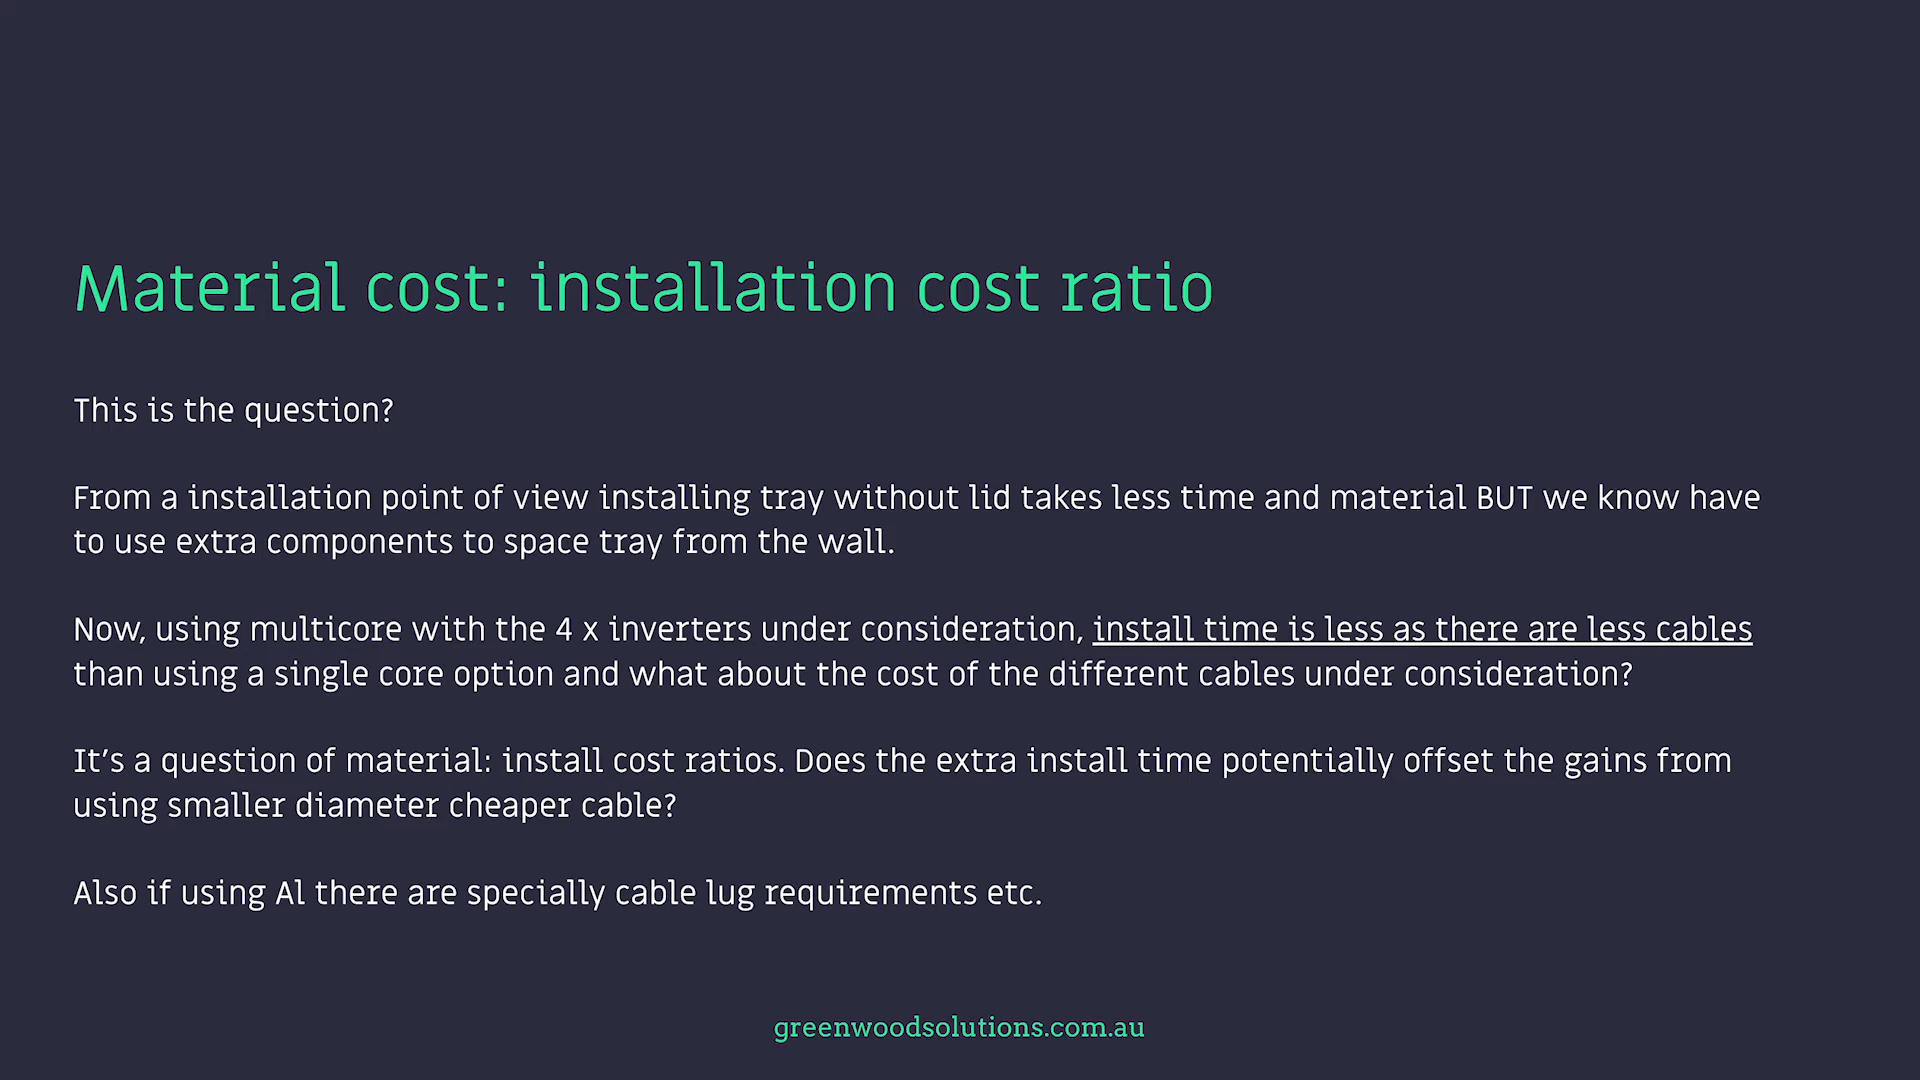 Material cost: installation cost ratio
This is the question?
From a installation point of view installing tray without lid takes less time and material BUT we know have
to use extra components to space tray from the wall.
Now, using multicore with the 4 x inverters under consideration, install time is less as there are less cables
than using a single core option and what about the cost of the different cables under consideration?
It’s a question of material: install cost ratios. Does the extra install time potentially offset the gains from
using smaller diameter cheaper cable?
Also if using Al there are specially cable lug requirements etc.
greenwoodsolutions.com.au